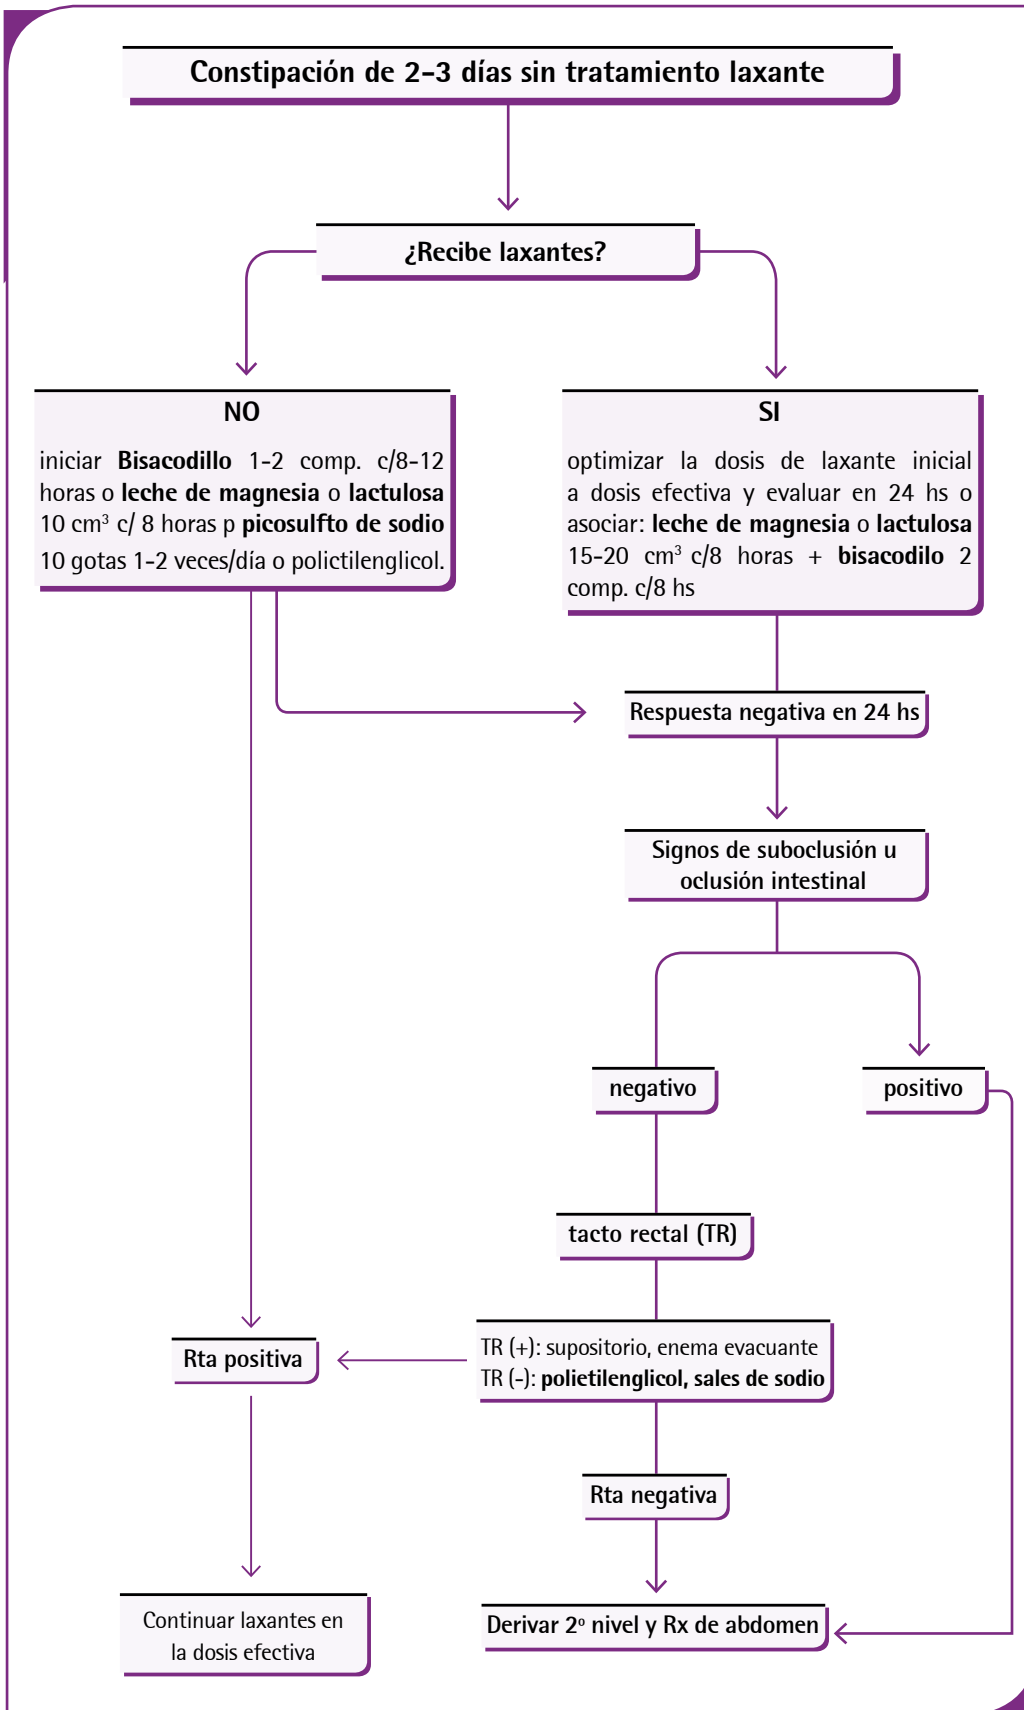 Constipación de 2-3 días sin tratamiento laxante
¿Recibe laxantes?
NO
iniciar Bisacodillo 1-2 comp. c/8-12
horas o leche de magnesia o lactulosa
10 cm³ c/ 8 horas p picosulfto de sodio
10 gotas 1-2 veces/día o polictilenglicol.
SI
optimizar la dosis de laxante inicial
a dosis efectiva y evaluar en 24 hs o
asociar: leche de magnesia o lactulosa
15-20 cm³ c/8 horas + bisacodilo 2
comp. c/8 hs
Respuesta negativa en 24 hs
Signos de suboclusión u
oclusión intestinal
negativo
positivo
tacto rectal (TR)
TR (+): supositorio, enema evacuante
TR (-): polietilenglicol, sales de sodio
Rta positiva
Rta negativa
Continuar laxantes en
la dosis efectiva
Derivar 2º nivel y Rx de abdomen